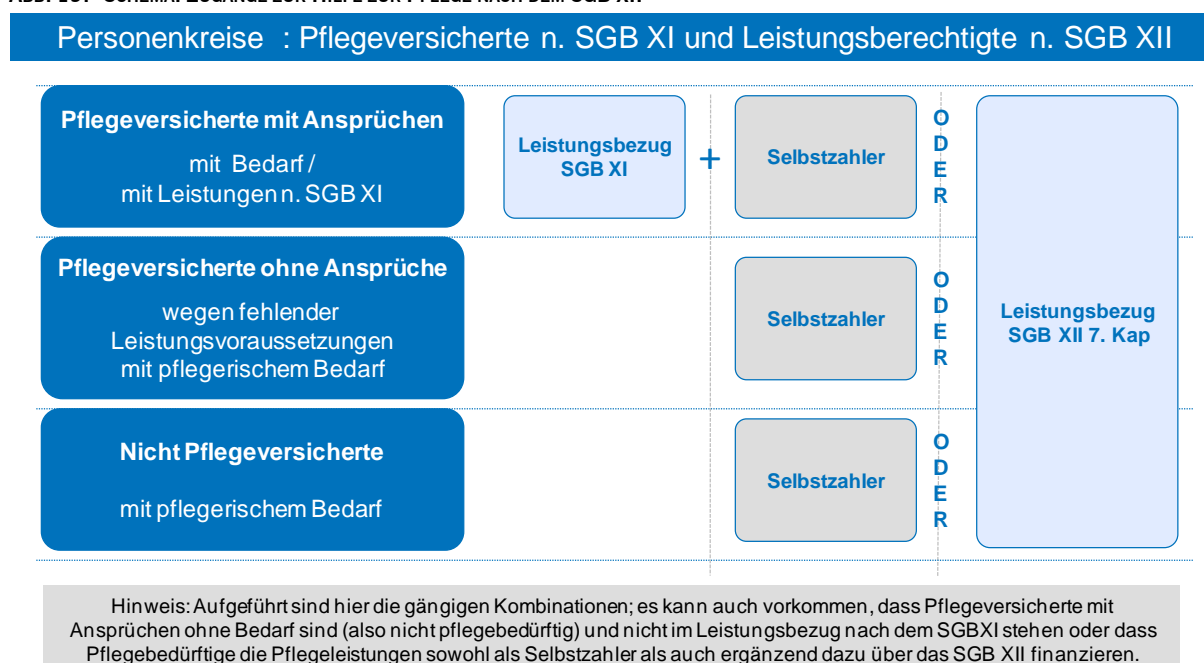 Personenkreise : Pflegeversicherte n. SGB XI und Leistungsberechtigte n. SGB XII
Pflegeversicherte mit Ansprüchen
mit Bedarf /
mit Leistungen n. SGB XI
Leistungsbezug
SGB XI
+
Selbstzahler
O
D
E
R
Pflegeversicherte ohne Ansprüche
wegen fehlender
Leistungsvoraussetzungen
mit pflegerischem Bedarf
Selbstzahler
O
D
E
R
Leistungsbezug
SGB XII 7. Kap
Nicht Pflegeversicherte
mit pflegerischem Bedarf
Selbstzahler
O
D
E
R
Hinweis: Aufgeführt sind hier die gängigen Kombinationen; es kann auch vorkommen, dass Pflegeversicherte mit
Ansprüchen ohne Bedarf sind (also nicht pflegebedürftig) und nicht im Leistungsbezug nach dem SGBXI stehen oder dass
Pflegebedürftige die Pflegeleistungen sowohl als Selbstzahler als auch ergänzend dazu über das SGB XII finanzieren.